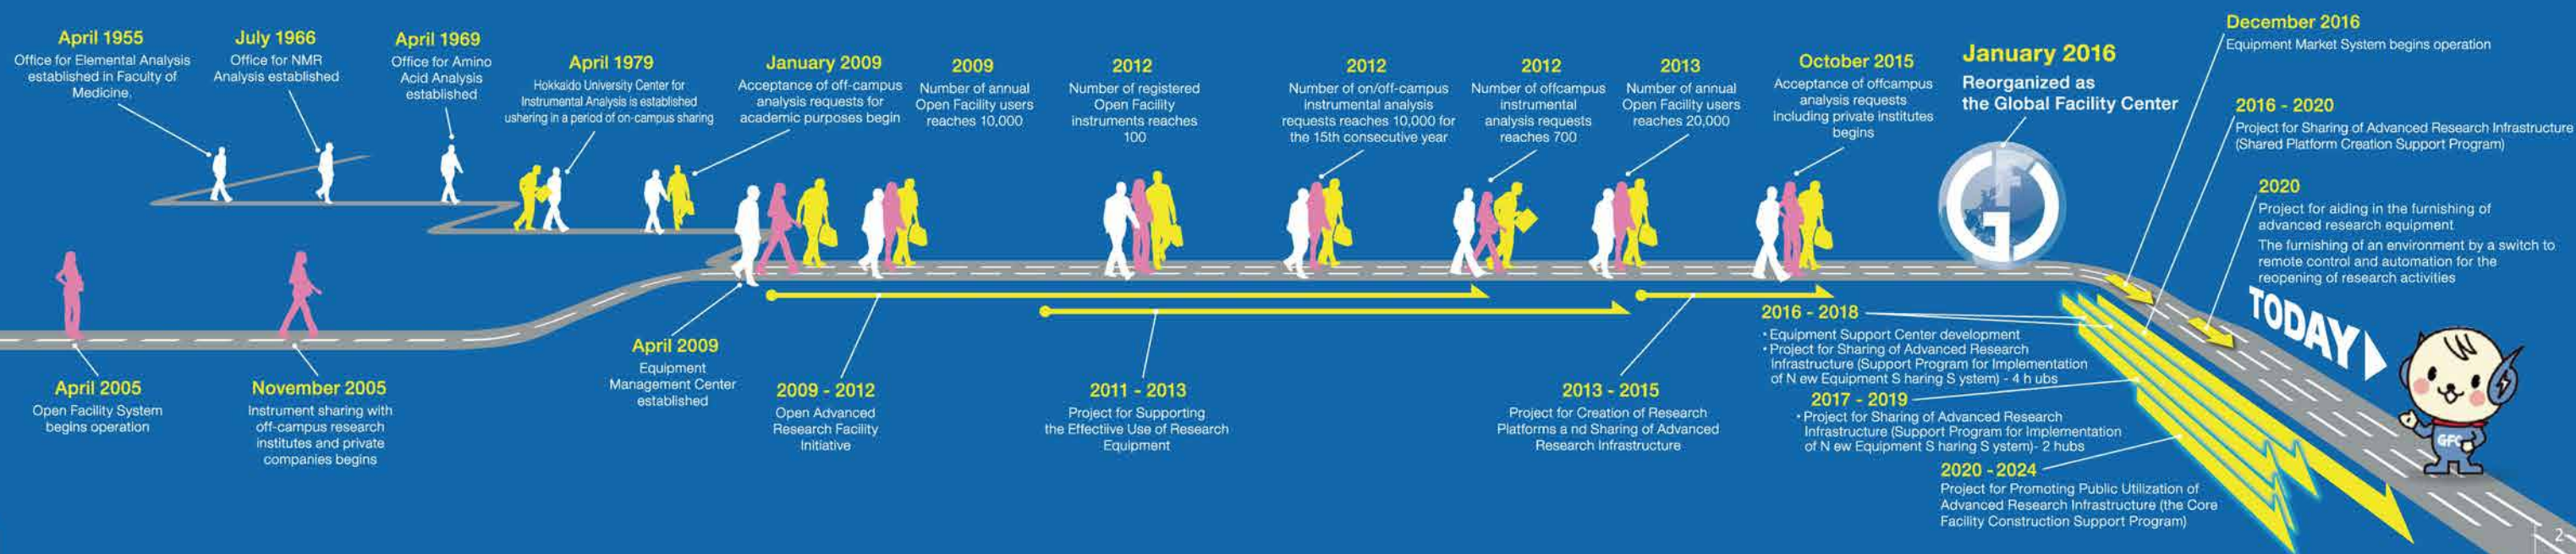 April 1955
Office for Elemental Analysis
established in Faculty of
Medicine.
July 1966
Office for NMR
Analysis established
April 1969
Office for Amino
Acid Analysis
established
April 1979
Hokkaido University Center for
Instrumental Analysis is established
ushering in a period of on-campus sharing
January 2009
Acceptance of off-campus
analysis requests for
academic purposes begin
2009
Number of annual
Open Facility users
reaches 10,000
2012
Number of registered
Open Facility
instruments reaches
100
2012
Number of on/off-campus
instrumental analysis
requests reaches 10,000 for
the 15th consecutive year
2012
Number of offcampus
instrumental
analysis requests
reaches 700
2013
Number of annual
Open Facility users
reaches 20,000
October 2015
Acceptance of offcampus
analysis requests
including private institutes
begins
January 2016
Reorganized as
the Global Facility Center
GFC
December 2016
Equipment Market System begins operation
2016 - 2020
Project for Sharing of Advanced Research Infrastructure
(Shared Platform Creation Support Program)
2020
Project for aiding in the furnishing of
advanced research equipment
The furnishing of an environment by a switch to
remote control and automation for the
reopening of research activities
TODAY
April 2005
Open Facility System
begins operation
November 2005
Instrument sharing with
off-campus research
institutes and private
companies begins
April 2009
Equipment
Management Center
established
2009 - 2012
Open Advanced
Research Facility
Initiative
2011 - 2013
Project for Supporting
the Effectiive Use of Research
Equipment
2013 - 2015
Project for Creation of Research
Platforms a nd Sharing of Advanced
Research Infrastructure
2016 - 2018
・Equipment Support Center development
・Project for Sharing of Advanced Research
Infrastructure (Support Program for Implementation
of N ew Equipment S haring S ystem) - 4 h ubs
2017 - 2019
・Project for Sharing of Advanced Research
Infrastructure (Support Program for Implementation
of N ew Equipment S haring S ystem)- 2 hubs
2020 - 2024
Project for Promoting Public Utilization of
Advanced Research Infrastructure (the Core
Facility Construction Support Program)
GFC
2